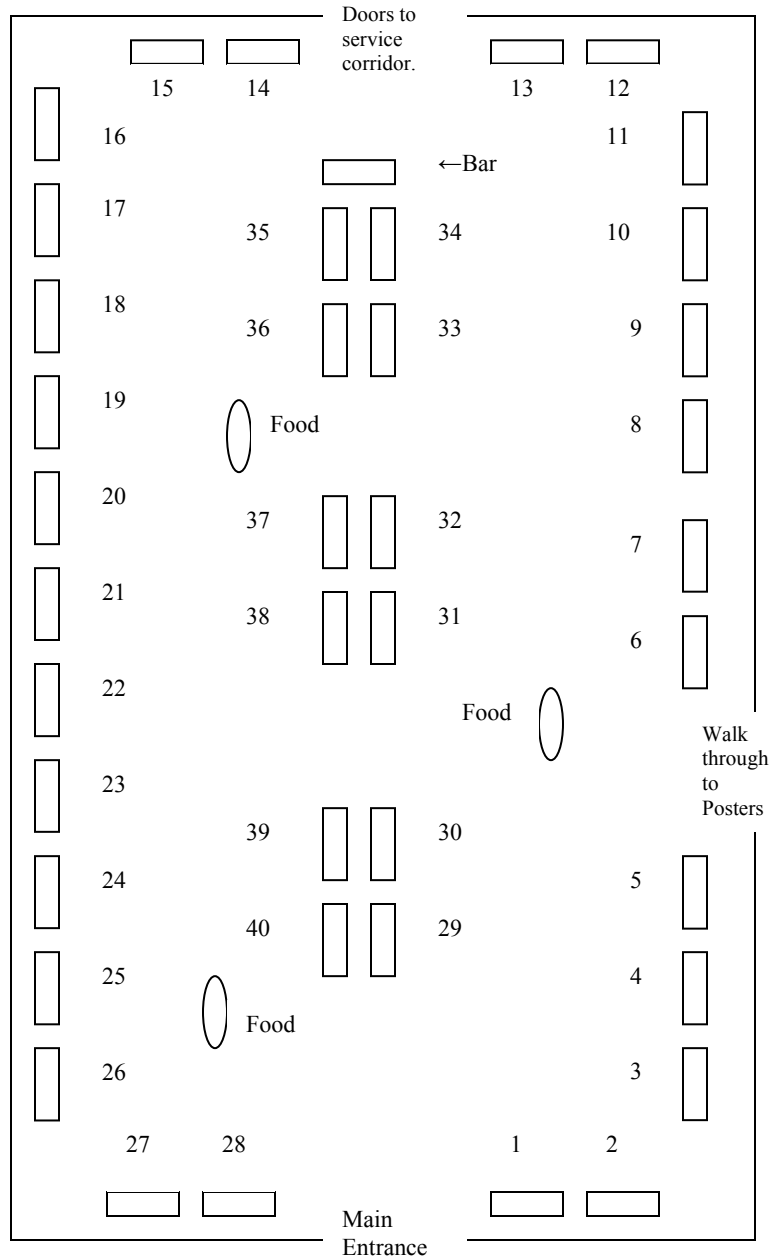 Doors to
service
corridor.
15 14 13 12
16 11
←Bar
17
35 34 10
18
36 33 9
19
Food 8
20
37 32
7
21
38 31
6
22
Food
Walk
through
to
Posters
23
39 30
24 5
40 29
25 4
Food
26 3
27 28 1 2
Main
Entrance